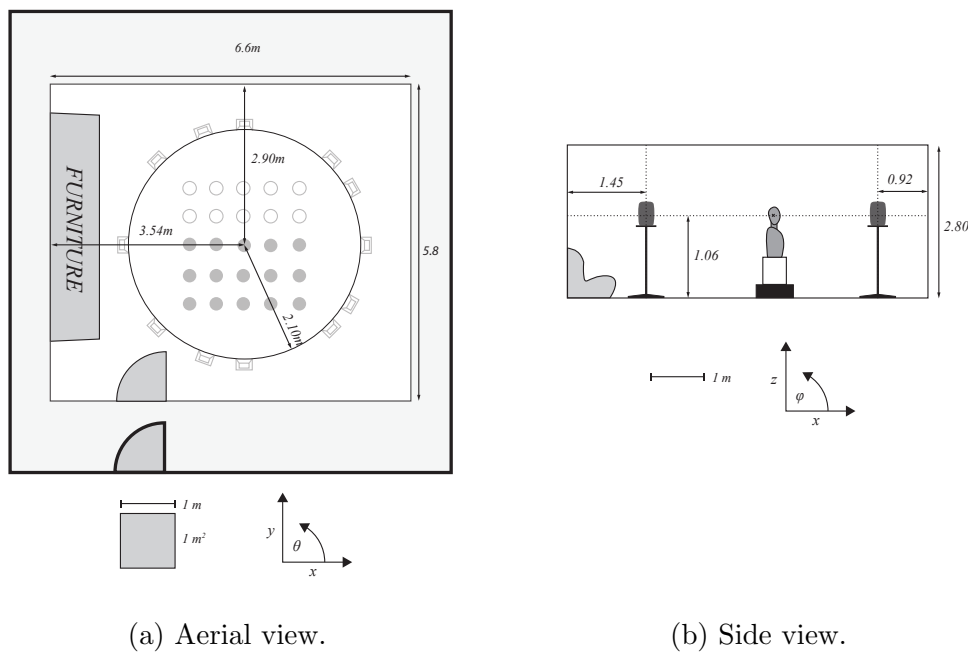 6.6m
2.90m
FURNITURE
3.54m
5.8
2.10m
1 m
1 m²
y
θ
x
(a) Aerial view.
1.45
0.92
1.06
2.80
1 m
z
φ
x
(b) Side view.